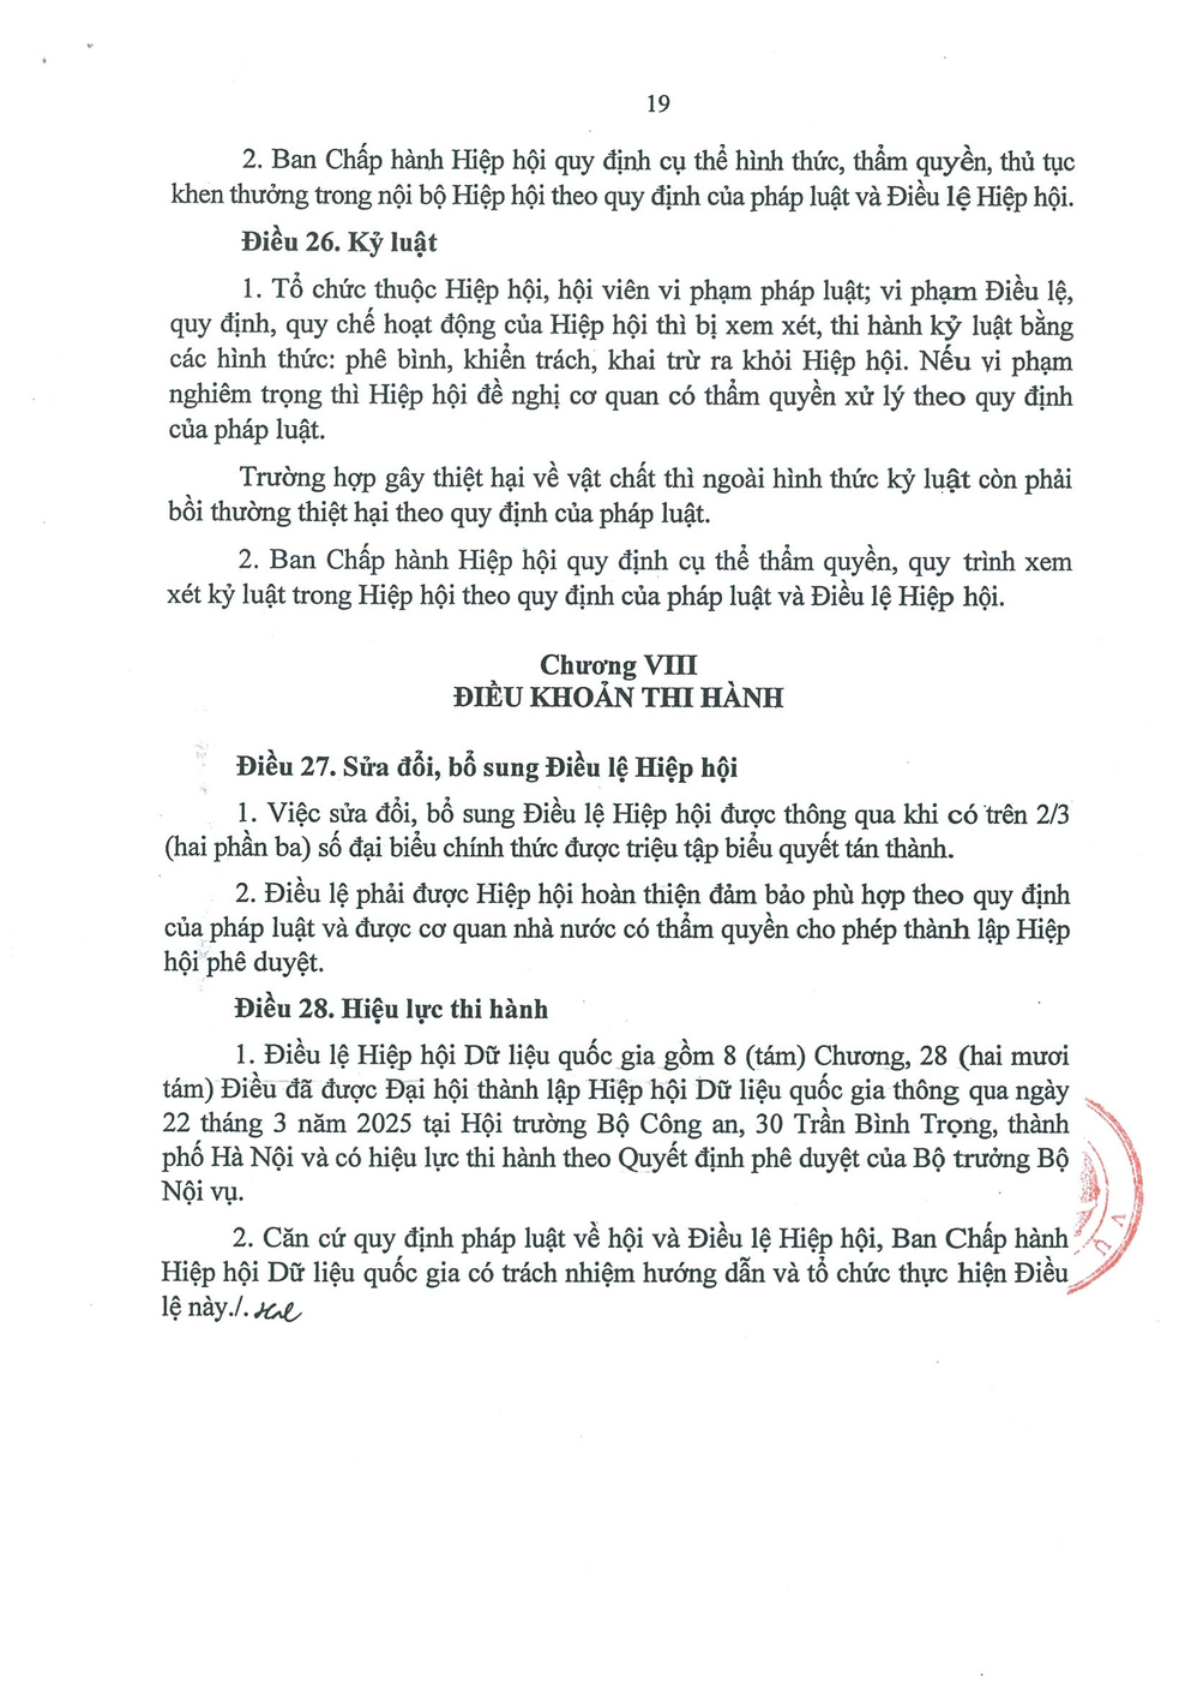 19
2. Ban Chấp hành Hiệp hội quy định cụ thể hình thức, thẩm quyền, thủ tục
khen thưởng trong nội bộ Hiệp hội theo quy định của pháp luật và Điều lệ Hiệp hội.
Điều 26. Kỷ luật
1. Tổ chức thuộc Hiệp hội, hội viên vi phạm pháp luật; vi phạm Điều lệ,
quy định, quy chế hoạt động của Hiệp hội thì bị xem xét, thi hành kỷ luật bằng
các hình thức: phê bình, khiển trách, khai trừ ra khỏi Hiệp hội. Nếu vi phạm
nghiêm trọng thì Hiệp hội đề nghị cơ quan có thẩm quyền xử lý theo quy định
của pháp luật.
Trường hợp gây thiệt hại về vật chất thì ngoài hình thức kỷ luật còn phải
bồi thường thiệt hại theo quy định của pháp luật.
2. Ban Chấp hành Hiệp hội quy định cụ thể thẩm quyền, quy trình xem
xét kỷ luật trong Hiệp hội theo quy định của pháp luật và Điều lệ Hiệp hội.
Chương VIII
ĐIỀU KHOẢN THI HÀNH
Điều 27. Sửa đổi, bổ sung Điều lệ Hiệp hội
1. Việc sửa đổi, bổ sung Điều lệ Hiệp hội được thông qua khi có trên 2/3
(hai phần ba) số đại biểu chính thức được triệu tập biểu quyết tán thành.
2. Điều lệ phải được Hiệp hội hoàn thiện đảm bảo phù hợp theo quy định
của pháp luật và được cơ quan nhà nước có thẩm quyền cho phép thành lập Hiệp
hội phê duyệt.
Điều 28. Hiệu lực thi hành
1. Điều lệ Hiệp hội Dữ liệu quốc gia gồm 8 (tám) Chương, 28 (hai mươi
tám) Điều đã được Đại hội thành lập Hiệp hội Dữ liệu quốc gia thông qua ngày
22 tháng 3 năm 2025 tại Hội trường Bộ Công an, 30 Trần Bình Trọng, thành
phố Hà Nội và có hiệu lực thi hành theo Quyết định phê duyệt của Bộ trưởng Bộ
Nội vụ.
2. Căn cứ quy định pháp luật về hội và Điều lệ Hiệp hội, Ban Chấp hành
Hiệp hội Dữ liệu quốc gia có trách nhiệm hướng dẫn và tổ chức thực hiện Điều
lệ này./.
VỤ